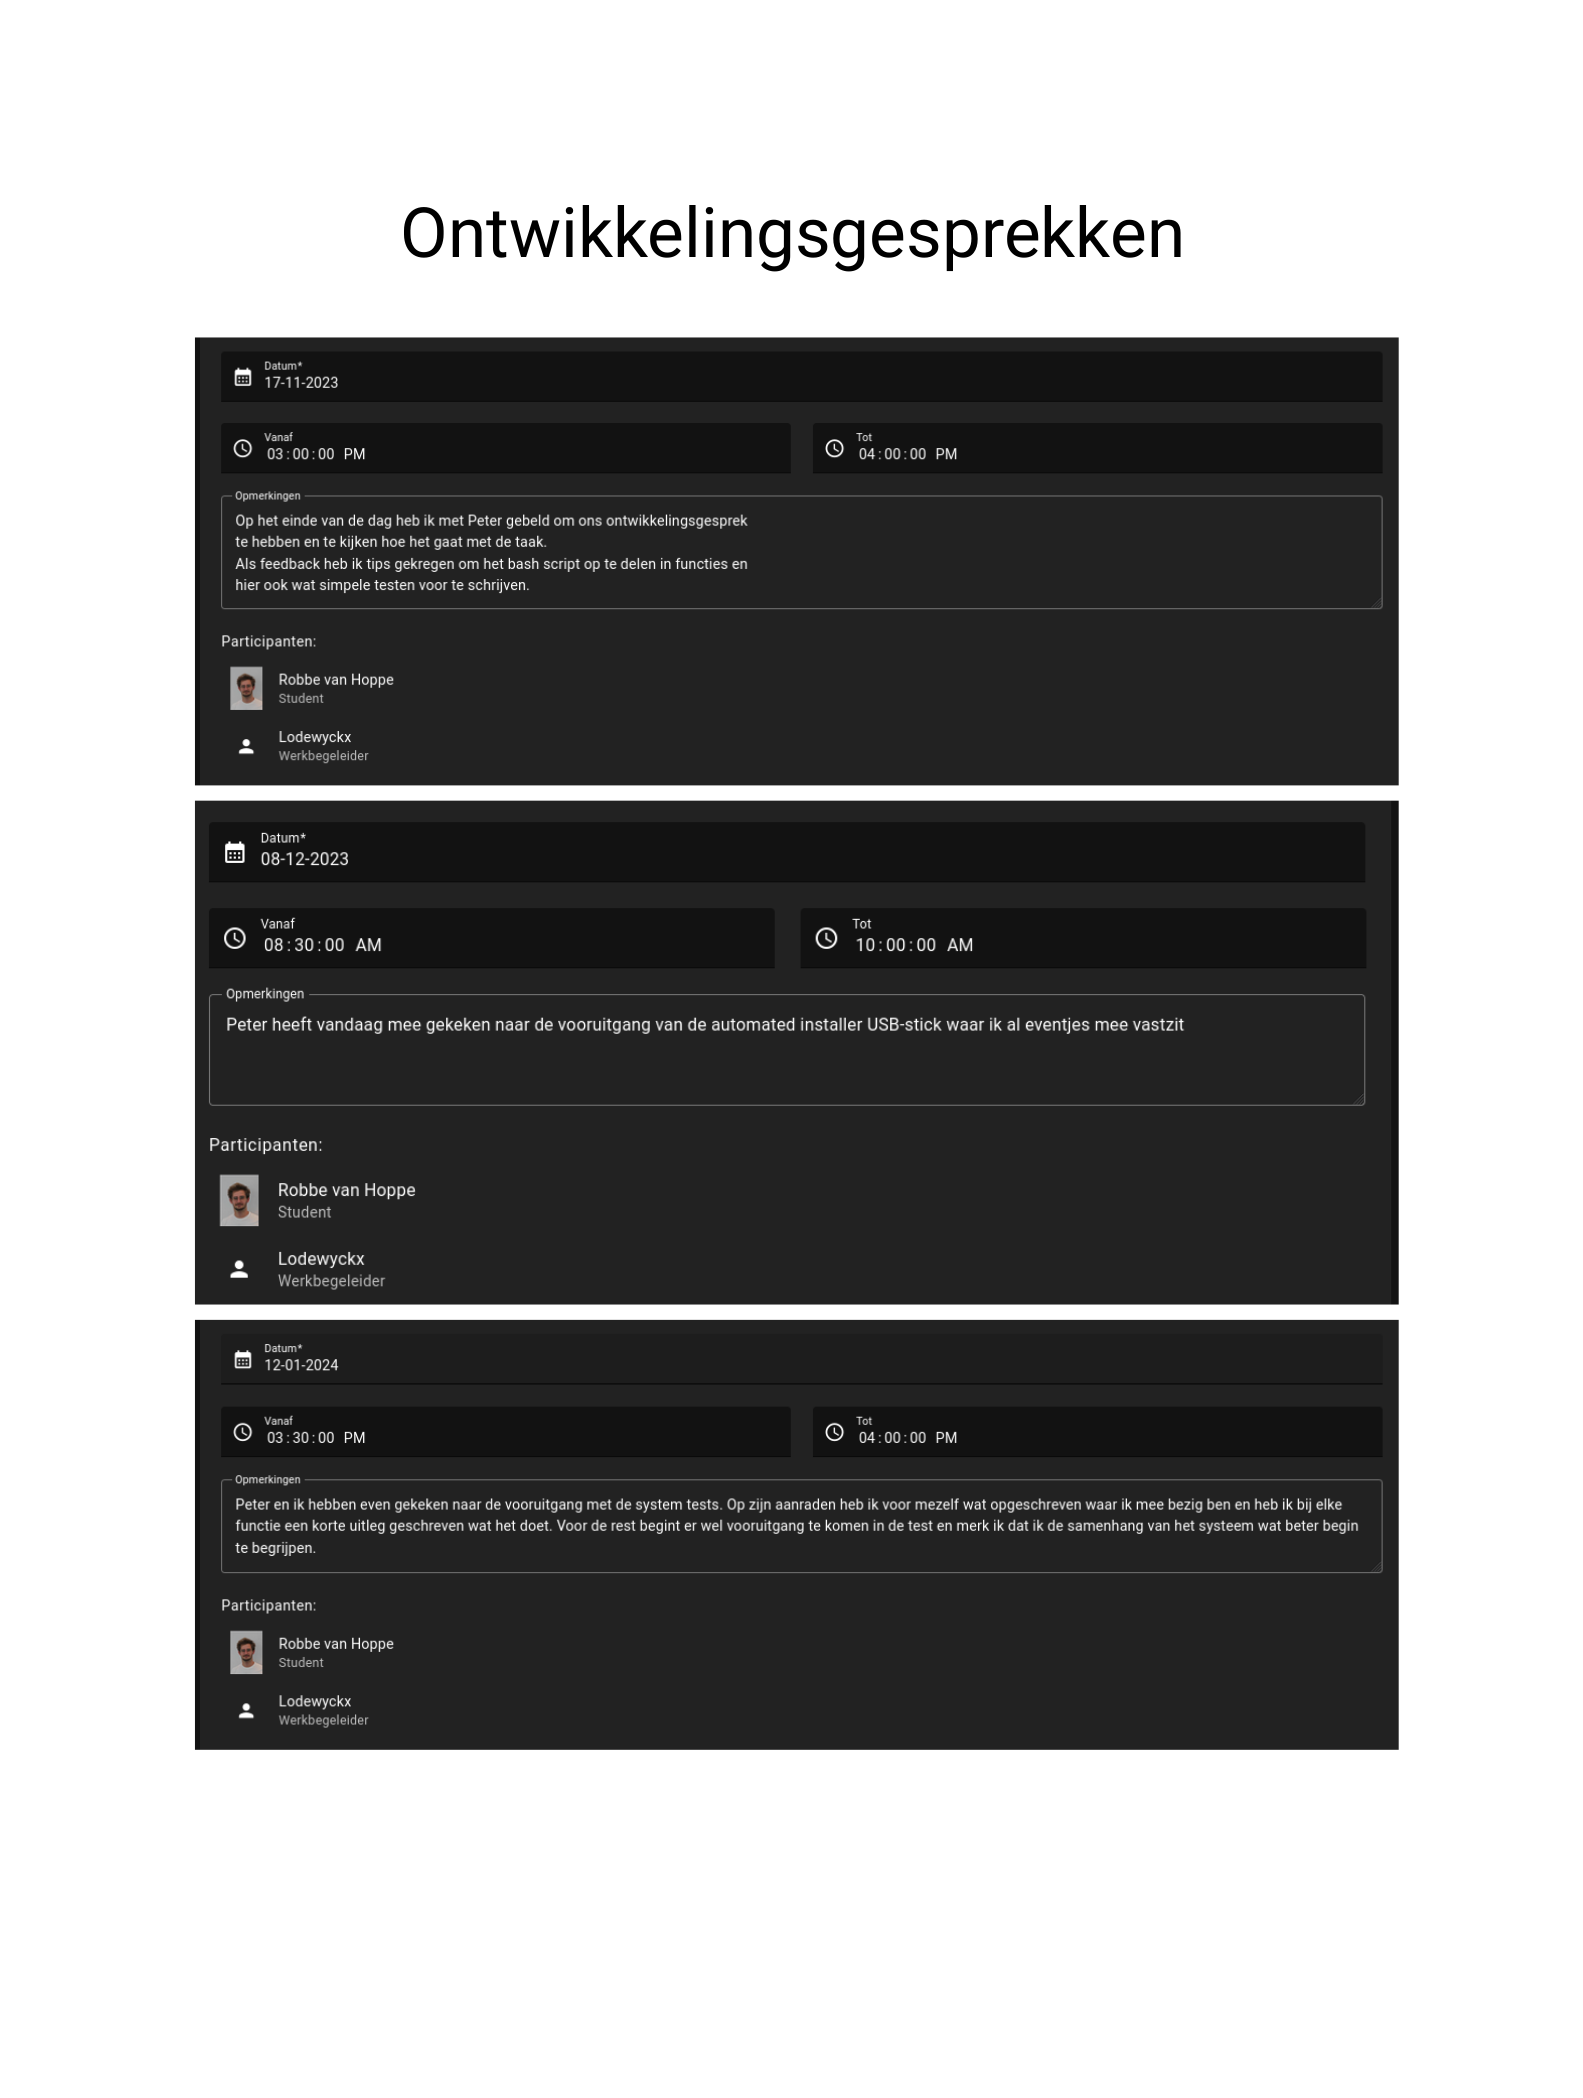 Ontwikkelingsgesprekken
Datum*
17-11-2023
Vanaf
03:00:00 PM
Tot
04:00:00 PM
Opmerkingen
Op het einde van de dag heb ik met Peter gebeld om ons ontwikkelingsgesprek
te hebben en te kijken hoe het gaat met de taak.
Als feedback heb ik tips gekregen om het bash script op te delen in functies en
hier ook wat simpele testen voor te schrijven.
Participanten:
Robbe van Hoppe
Student
Lodewyckx
Werkbegeleider
Datum*
08-12-2023
Vanaf
08:30:00 AM
Tot
10:00:00 AM
Opmerkingen
Peter heeft vandaag mee gekeken naar de vooruitgang van de automated installer USB-stick waar ik al eventjes mee vastzit
Participanten:
Robbe van Hoppe
Student
Lodewyckx
Werkbegeleider
Datum*
12-01-2024
Vanaf
03:30:00 PM
Tot
04:00:00 PM
Opmerkingen
Peter en ik hebben even gekeken naar de vooruitgang met de system tests. Op zijn aanraden heb ik voor mezelf wat opgeschreven waar ik mee bezig ben en heb ik bij elke
functie een korte uitleg geschreven wat het doet. Voor de rest begint er wel vooruitgang te komen in de test en merk ik dat ik de samenhang van het systeem wat beter begin
te begrijpen.
Participanten:
Robbe van Hoppe
Student
Lodewyckx
Werkbegeleider